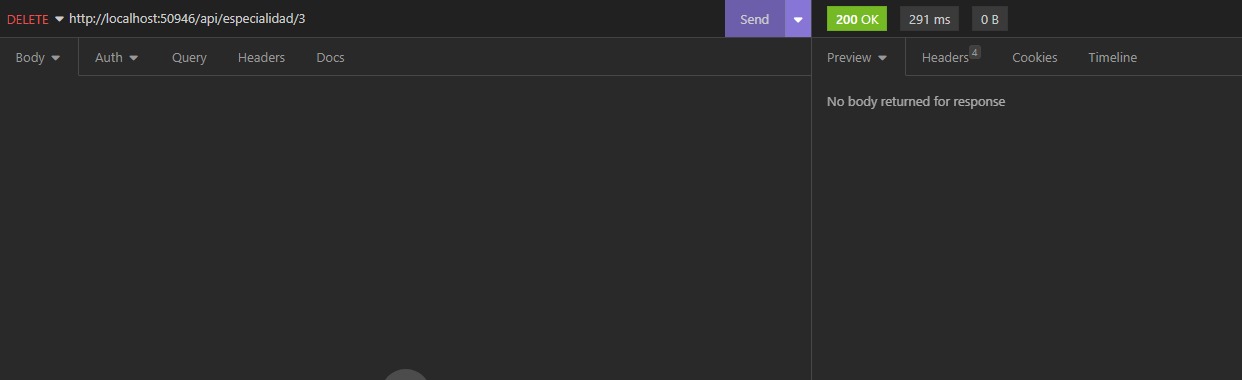 DELETE http://localhost:50946/api/especialidad/3 Send 200 OK 291 ms 0 B
Body Auth Query Headers Docs Preview Headers 4 Cookies Timeline
No body returned for response